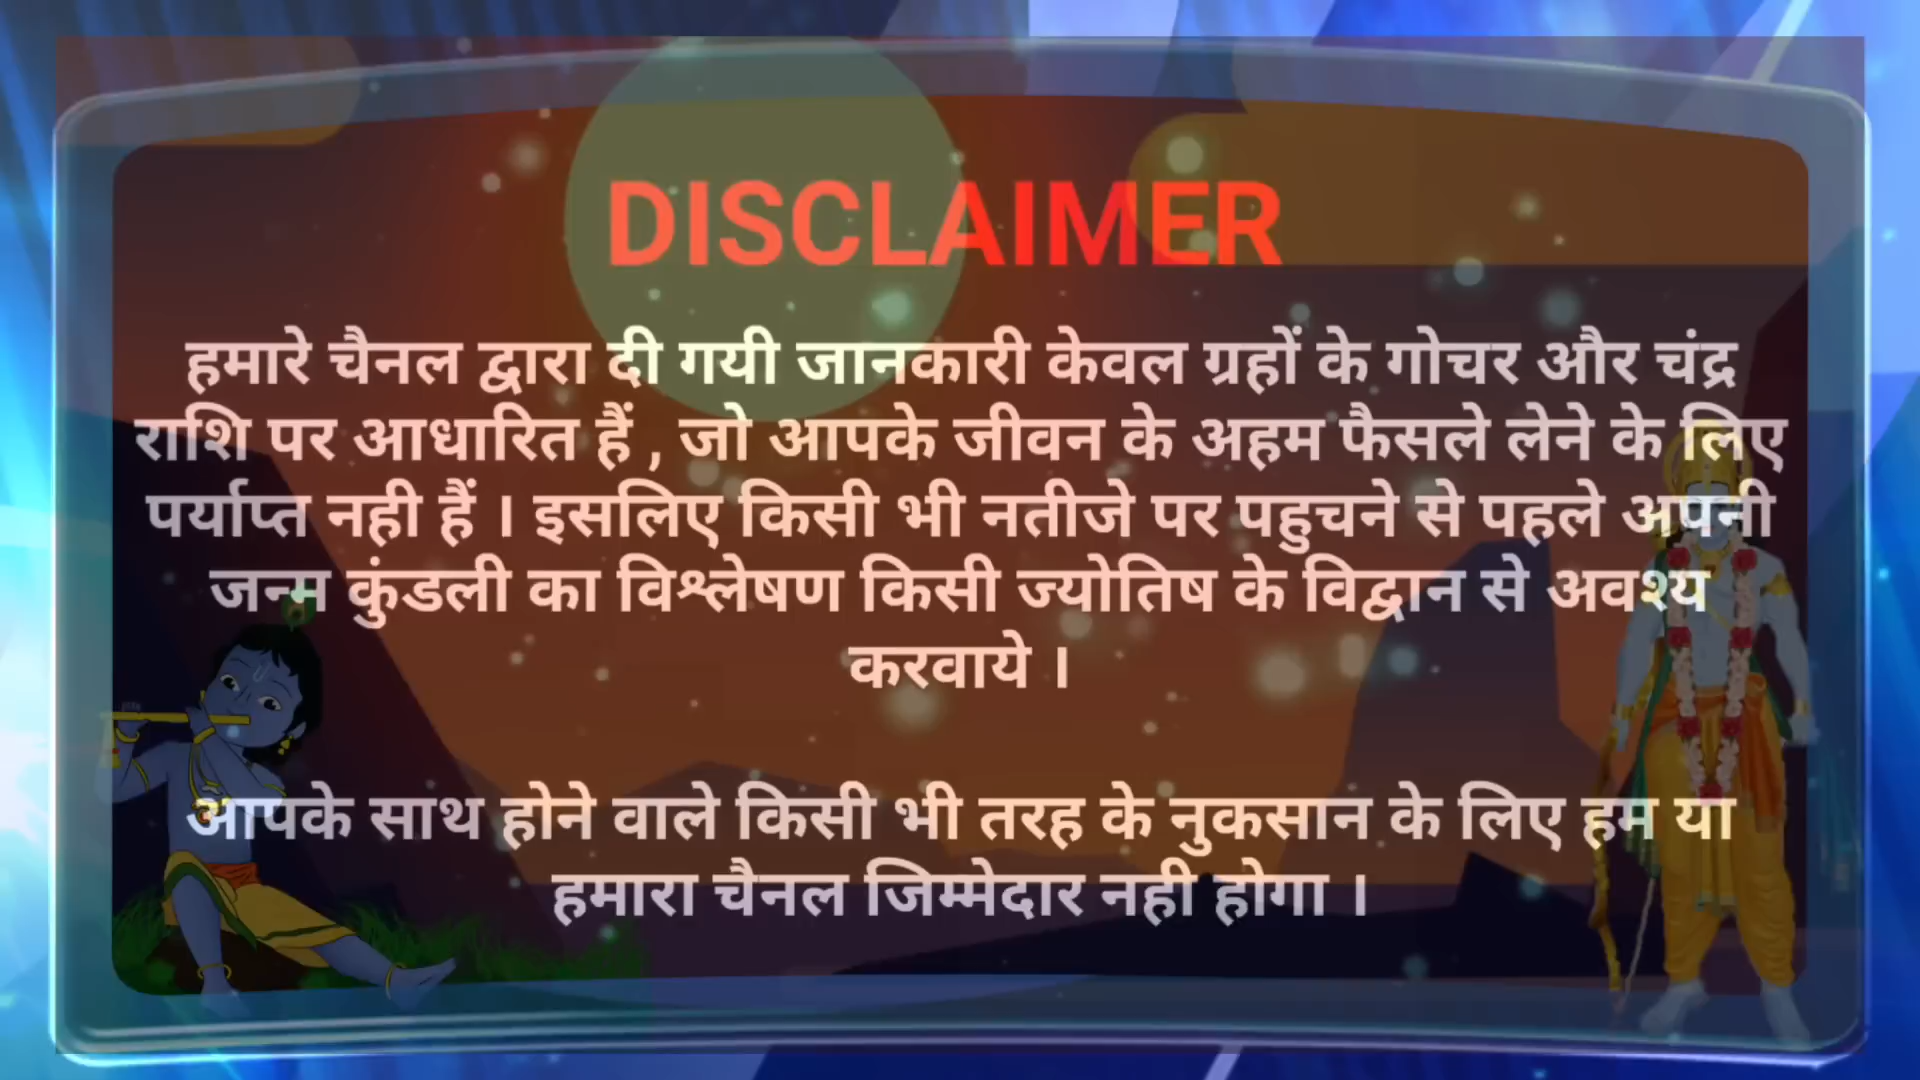 DISCLAIMER
हमारे चैनल द्वारा दी गयी जानकारी केवल ग्रहों के गोचर और चंद्र
राशि पर आधारित हैं , जो आपके जीवन के अहम फैसले लेने के लिए
पर्याप्त नही हैं । इसलिए किसी भी नतीजे पर पहुचने से पहले अपनी
जन्म कुंडली का विश्लेषण किसी ज्योतिष के विद्वान से अवश्य
करवाये ।
आपके साथ होने वाले किसी भी तरह के नुकसान के लिए हम या
हमारा चैनल जिम्मेदार नही होगा ।